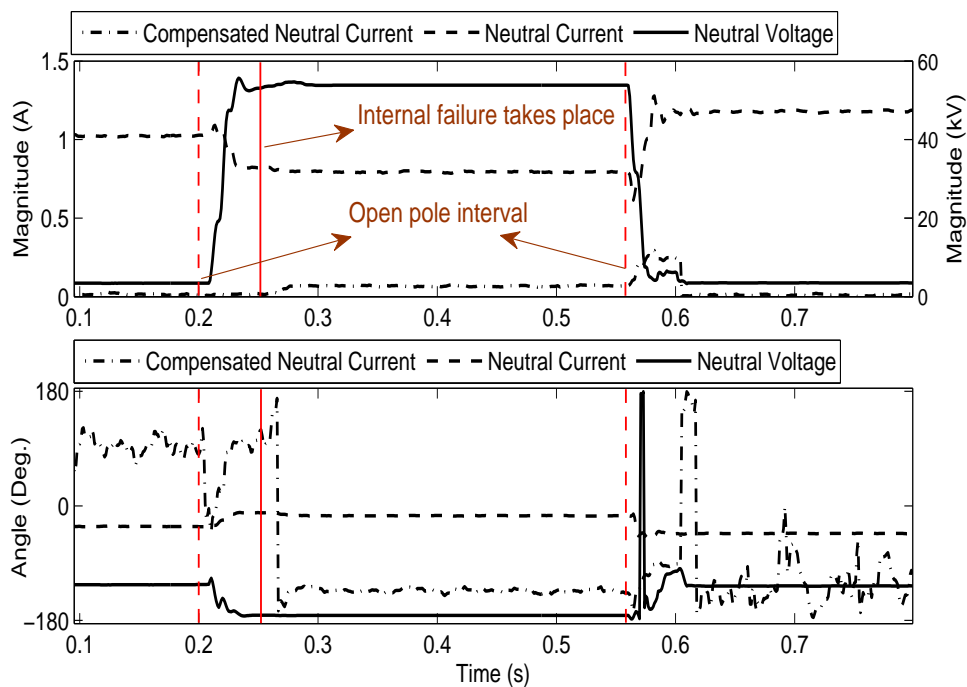 Compensated Neutral Current Neutral Current Neutral Voltage
1.5 60
Internal failure takes place
1 40
Magnitude (A) Magnitude (kV)
0.5 20
Open pole interval
0 0
0.1 0.2 0.3 0.4 0.5 0.6 0.7
Compensated Neutral Current Neutral Current Neutral Voltage
180
0
Angle (Deg.)
−180
0.1 0.2 0.3 0.4 0.5 0.6 0.7
Time (s)